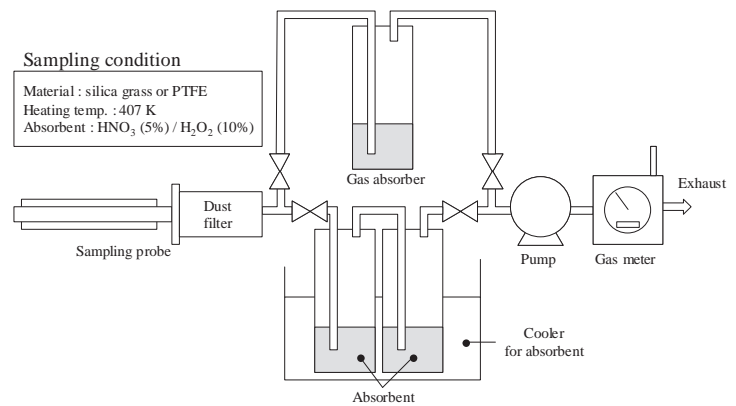 Sampling condition
Material : silica grass or PTFE
Heating temp. : 407 K
Absorbent : HNO3 (5%) / H2O2 (10%)
Gas absorber
Dust
filter
Sampling probe
Pump
Gas meter
Exhaust
Cooler
for absorbent
Absorbent